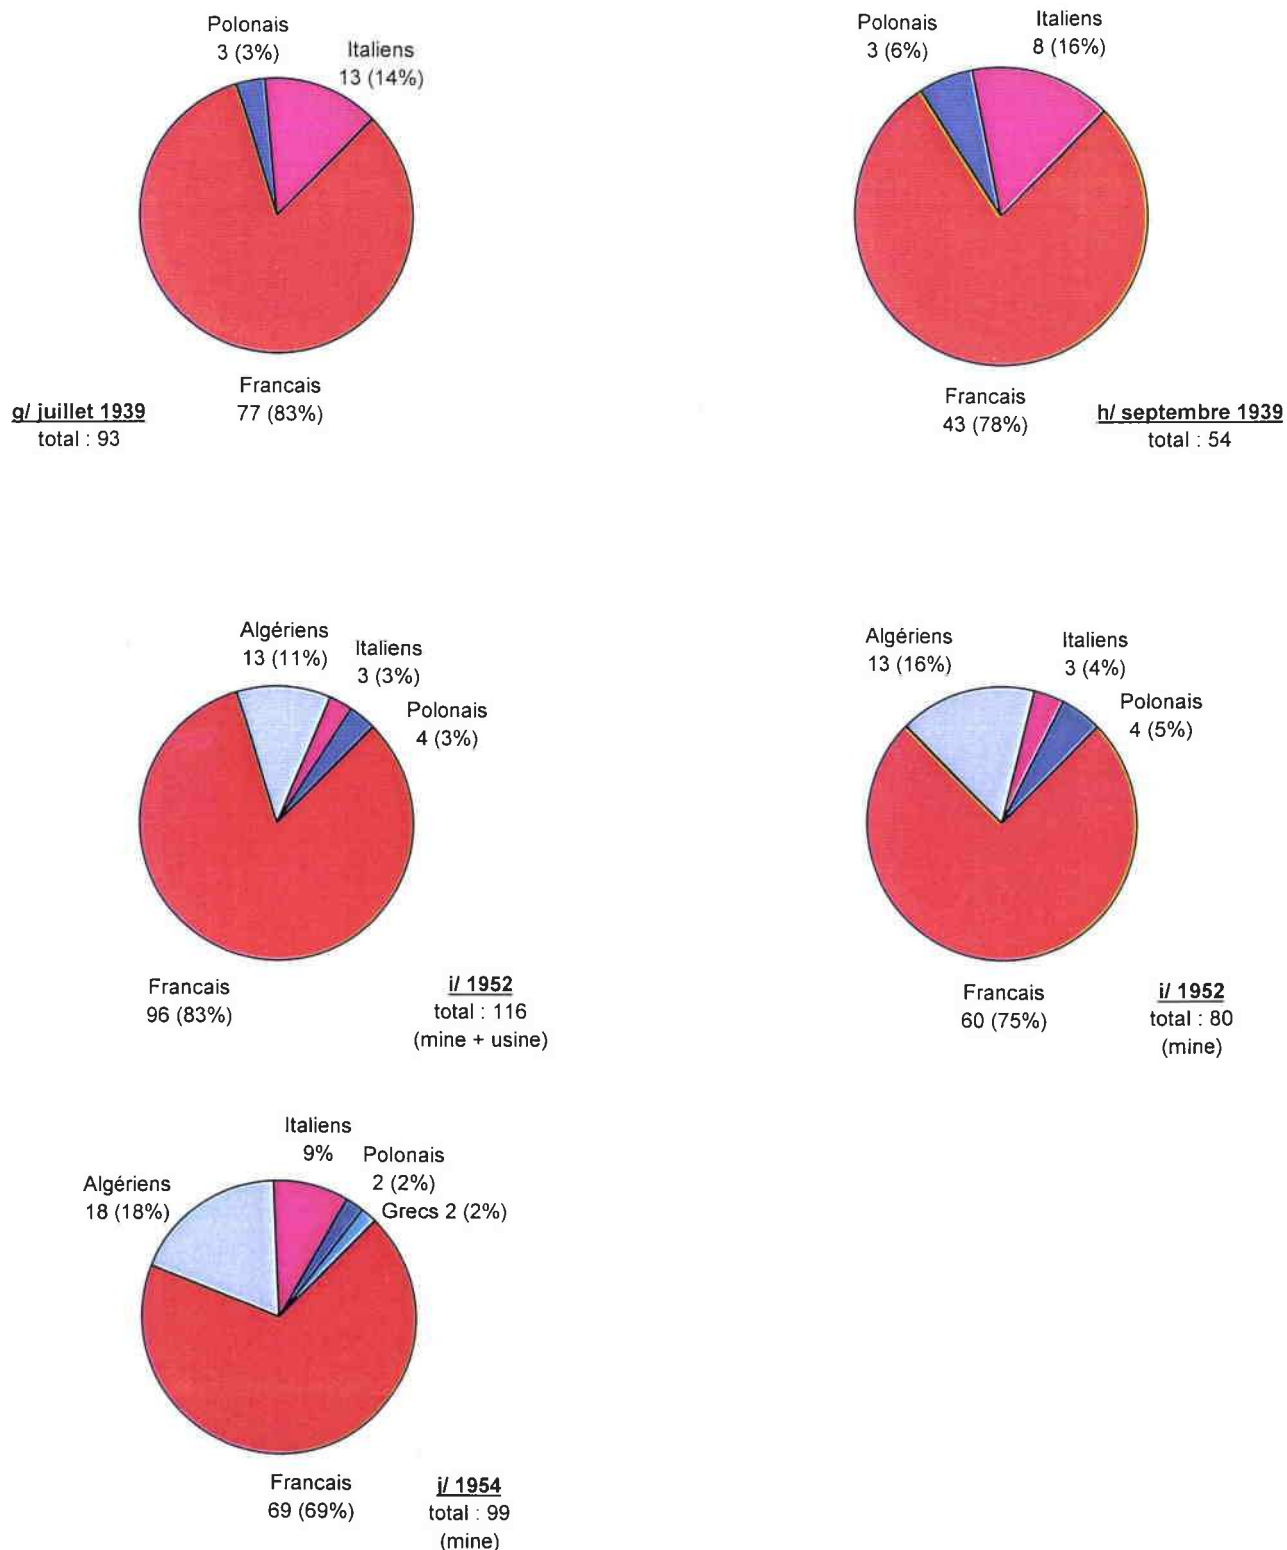 Polonais
3 (3%)
Italiens
13 (14%)
Francais
77 (83%)
g/ juillet 1939
total : 93
Polonais
3 (6%)
Italiens
8 (16%)
Francais
43 (78%)
h/ septembre 1939
total : 54
Algériens
13 (11%)
Italiens
3 (3%)
Polonais
4 (3%)
Francais
96 (83%)
i/ 1952
total : 116
(mine + usine)
Algériens
13 (16%)
Italiens
3 (4%)
Polonais
4 (5%)
Francais
60 (75%)
i/ 1952
total : 80
(mine)
Italiens
9%
Polonais
2 (2%)
Algériens
18 (18%)
Grecs 2 (2%)
Francais
69 (69%)
j/ 1954
total : 99
(mine)